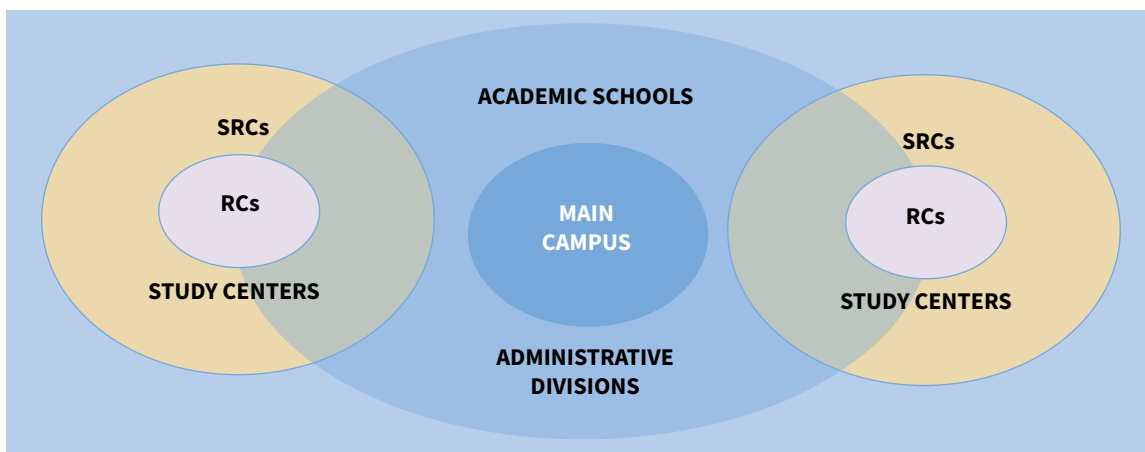 ACADEMIC SCHOOLS
SRCs
RCs
STUDY CENTERS
MAIN
CAMPUS
ADMINISTRATIVE
DIVISIONS
SRCs
RCs
STUDY CENTERS